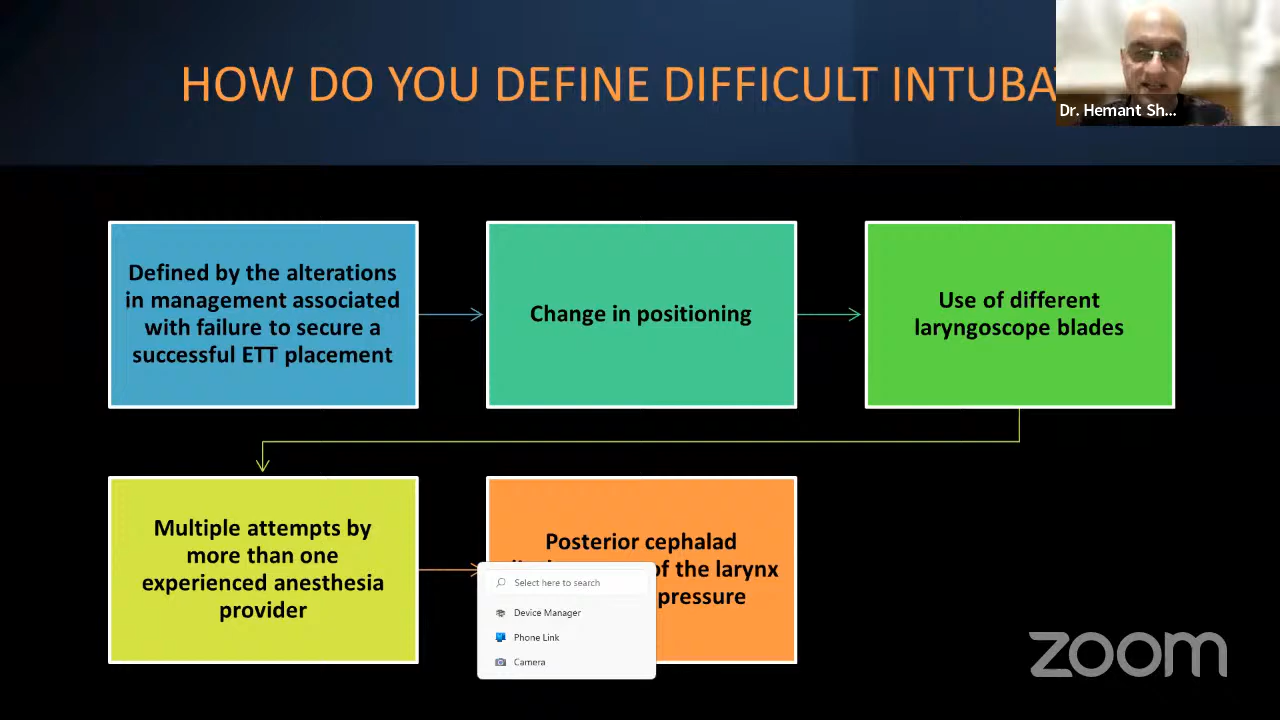 HOW DO YOU DEFINE DIFFICULT INTUBA
Dr. Hemant Sh...
Defined by the alterations
in management associated
with failure to secure a
successful ETT placement
Change in positioning
Use of different
laryngoscope blades
Multiple attempts by
more than one
experienced anesthesia
provider
Posterior cephalad
of the larynx
pressure
Select here to search
Device Manager
Phone Link
Camera
zoom